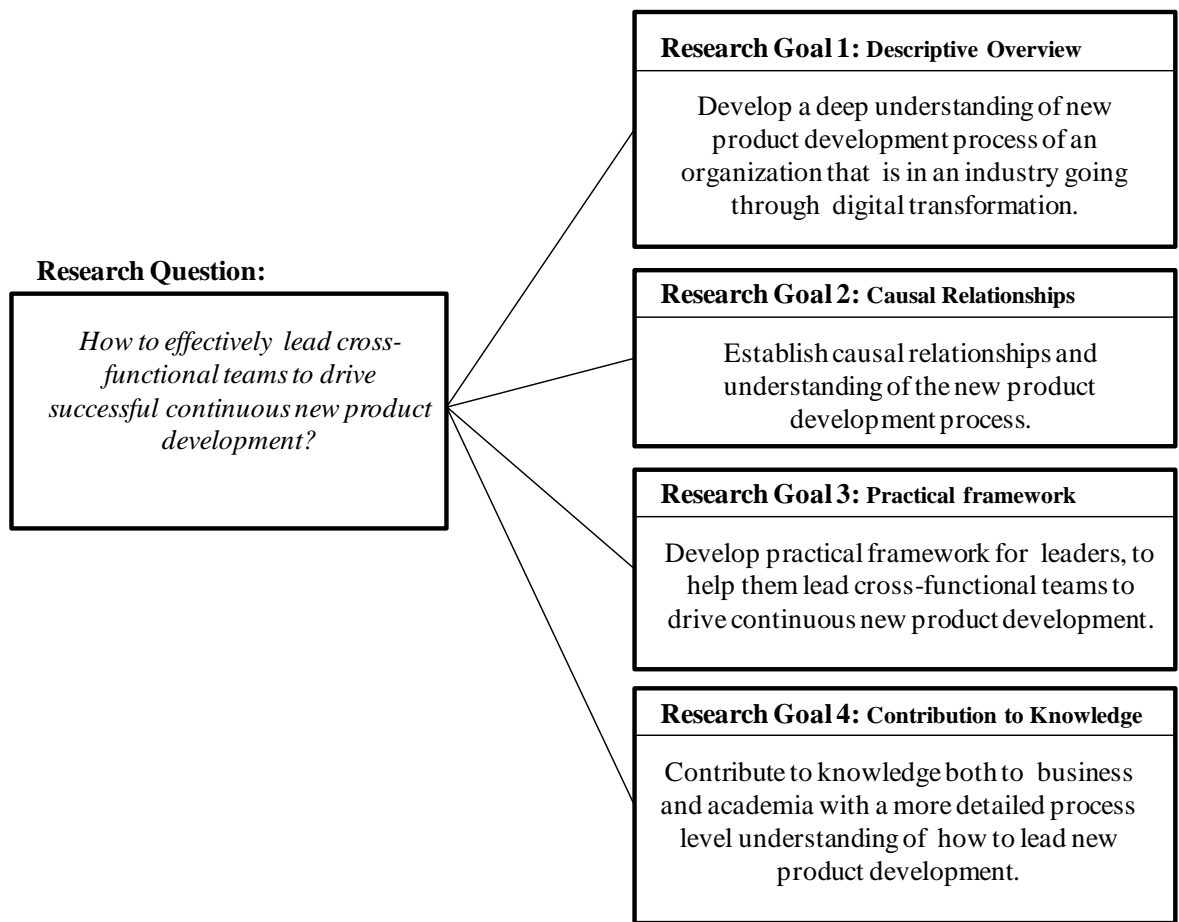 Research Question:
How to effectively lead cross-
functional teams to drive
successful continuous new product
development?
Research Goal 1: Descriptive Overview
Develop a deep understanding of new
product development process of an
organization that is in an industry going
through digital transformation.
Research Goal 2: Causal Relationships
Establish causal relationships and
understanding of the new product
development process.
Research Goal 3: Practical framework
Develop practical framework for leaders, to
help them lead cross-functional teams to
drive continuous new product development.
Research Goal 4: Contribution to Knowledge
Contribute to knowledge both to business
and academia with a more detailed process
level understanding of how to lead new
product development.